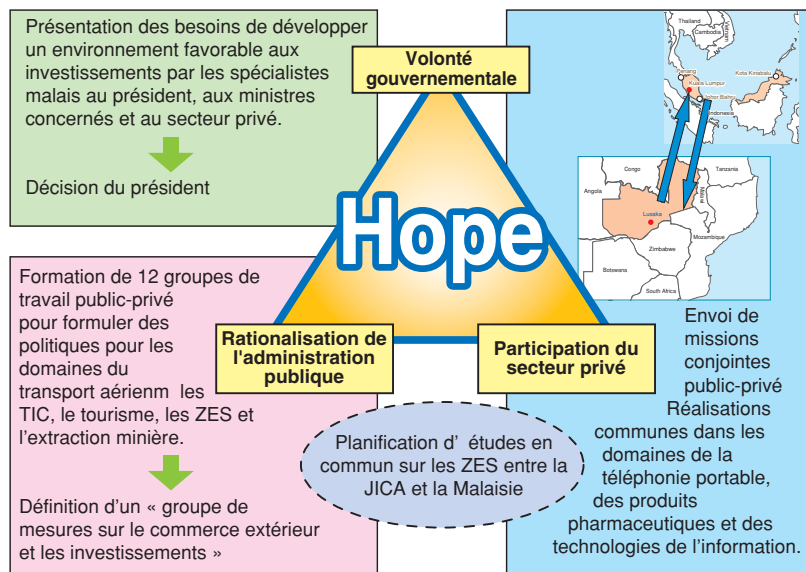 Présentation des besoins de développer
un environnement favorable aux
investissements par les spécialistes
malais au président, aux ministres
concernés et au secteur privé.
Décision du président
Volonté
gouvernementale
Thailand
Cambodia
Vietnam
Penang
Kuala Lumpur
Johor Bahru
Kota Kinabalu
Indonesia
Congo
Tanzania
Angola
Malawi
Lusaka
Mozambique
Zimbabwe
Botswana
South Africa
Hope
Formation de 12 groupes de
travail public-privé
pour formuler des
politiques pour les
domaines du
transport aérienm les
TIC, le tourisme, les ZES et
l'extraction minière.
Définition d'un « groupe de
mesures sur le commerce extérieur
et les investissements »
Rationalisation de
l'administration
publique
Participation du
secteur privé
Planification d' études en
commun sur les ZES entre la
JICA et la Malaisie
Envoi de
missions
conjointes
public-privé
Réalisations
communes dans les
domaines de la
téléphonie portable,
des produits
pharmaceutiques et des
technologies de l'information.